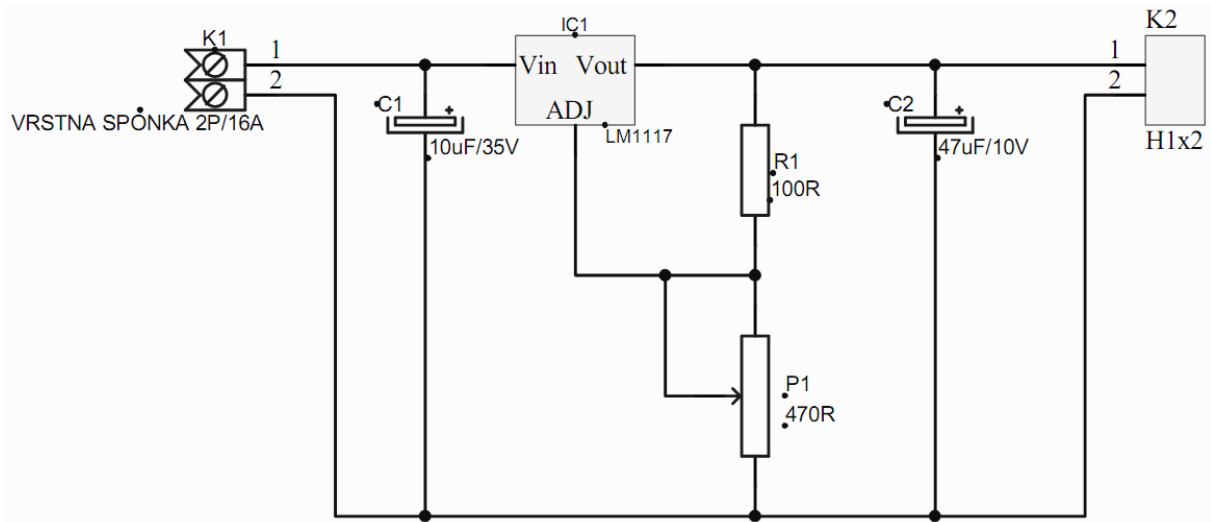 K1
1
2
VRSTNA SPONKA 2P/16A
C1
10uF/35V
IC1
Vin Vout
ADJ
LM1117
R1
100R
P1
470R
C2
47uF/10V
K2
1
2
H1x2